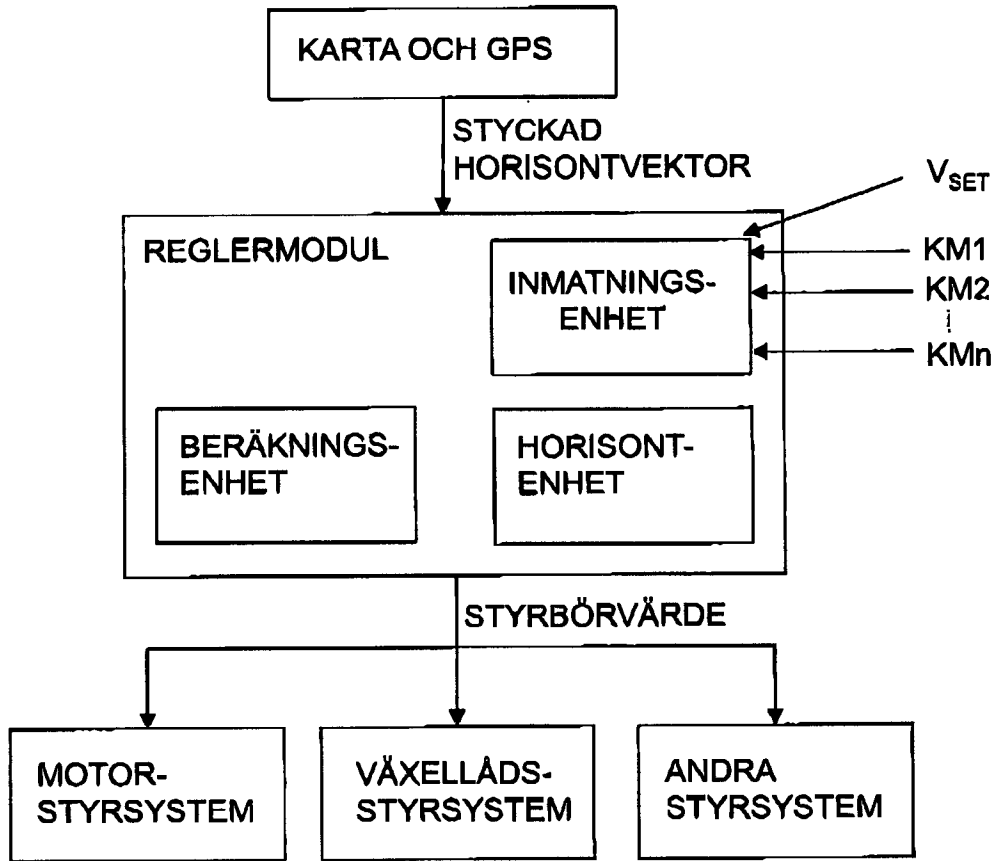 KARTA OCH GPS
STYCKAD
HORISONTVEKTOR
V_SET
REGLERMODUL
INMATNINGS-
ENHET
KM1
KM2
KMn
BERÄKNINGS-
ENHET
HORISONT-
ENHET
STYRBÖRVÄRDE
MOTOR-
STYRSYSTEM
VÄXELLÅDS-
STYRSYSTEM
ANDRA
STYRSYSTEM